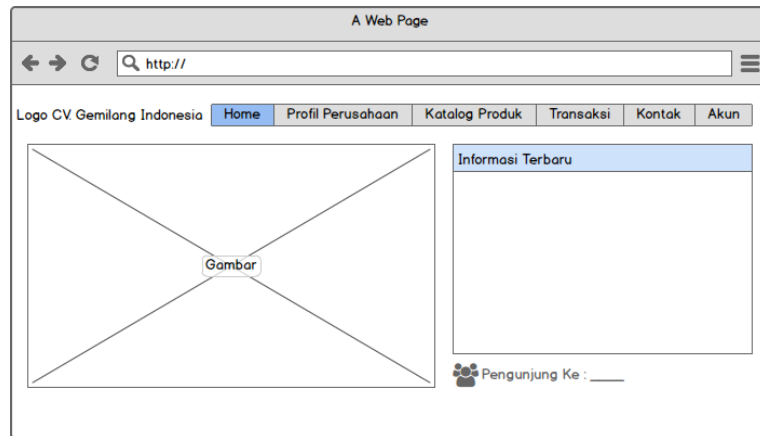 A Web Page
http://
Logo CV. Gemilang Indonesia Home Profil Perusahaan Katalog Produk Transaksi Kontak Akun
Gambar
Informasi Terbaru
Pengunjung Ke : ____